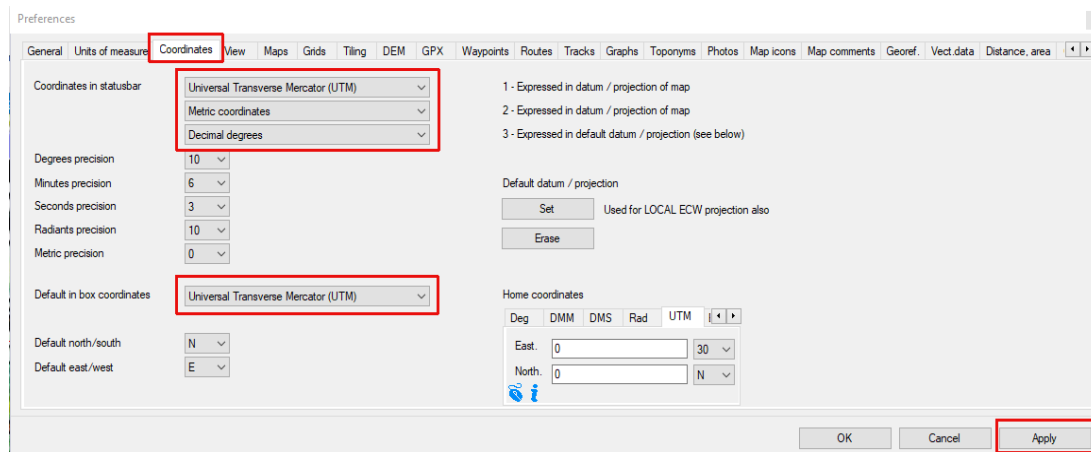 Preferences
General Units of measure Coordinates View Maps Grids Tiling DEM GPX Waypoints Routes Tracks Graphs Toponyms Photos Map icons Map comments Georef. Vect.data Distance, area
Coordinates in statusbar
Universal Transverse Mercator (UTM)
1 - Expressed in datum / projection of map
Metric coordinates
2 - Expressed in datum / projection of map
Decimal degrees
3 - Expressed in default datum / projection (see below)
Degrees precision 10
Minutes precision 6
Default datum / projection
Seconds precision 3
Set Used for LOCAL ECW projection also
Radiants precision 10
Erase
Metric precision 0
Default in box coordinates Universal Transverse Mercator (UTM)
Home coordinates
Deg DMM DMS Rad UTM
Default north/south N
East. 0 30
Default east/west E
North. 0 N
OK Cancel Apply